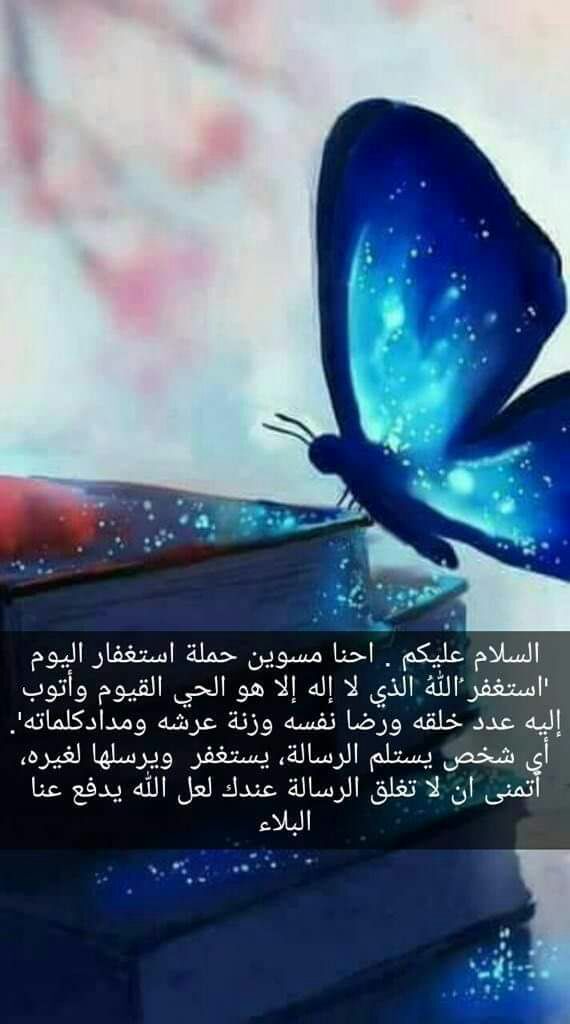 السلام عليكم . احنا مسوين حملة استغفار اليوم
'استغفر ُاللهُ الذي لا إله إلا هو الحي القيوم وأتوب
إليه عدد خلقه ورضا نفسه وزنة عرشه ومدادكلماته'.
أي شخص يستلم الرسالة، يستغفر ويرسلها لغيره،
أتمنى ان لا تغلق الرسالة عندك لعل الله يدفع عنا
البلاء